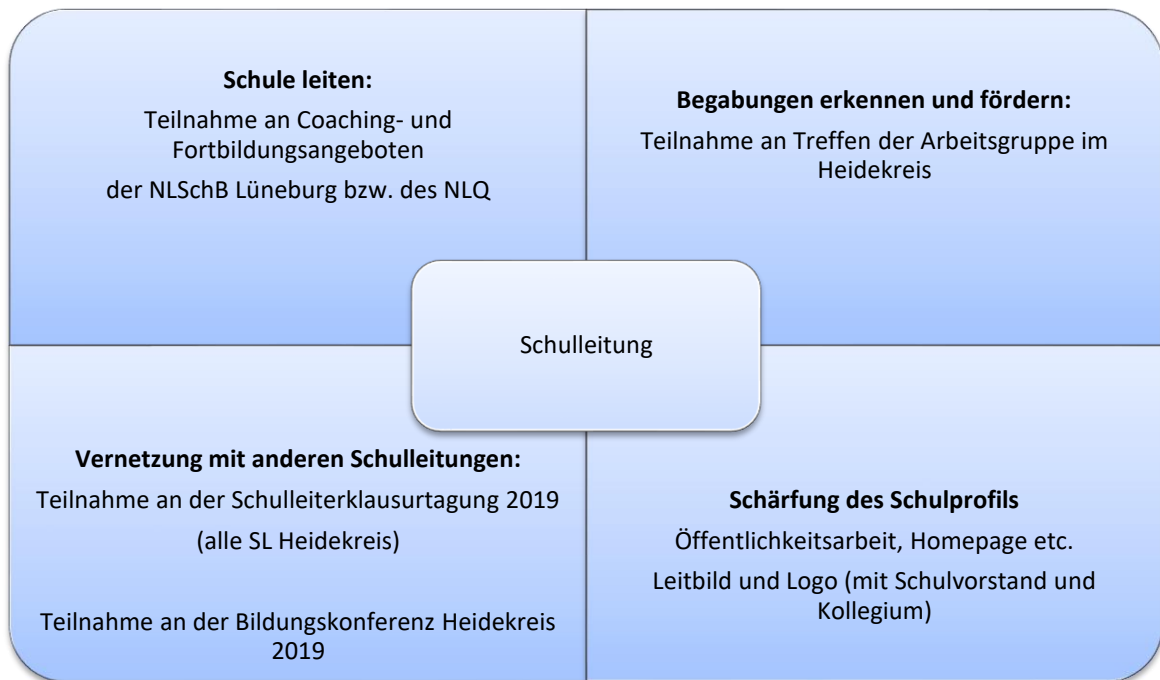 Schule leiten:
Teilnahme an Coaching- und
Fortbildungsangeboten
der NLSchB Lüneburg bzw. des NLQ
Begabungen erkennen und fördern:
Teilnahme an Treffen der Arbeitsgruppe im
Heidekreis
Schulleitung
Vernetzung mit anderen Schulleitungen:
Teilnahme an der Schulleiterklausurtagung 2019
(alle SL Heidekreis)
Teilnahme an der Bildungskonferenz Heidekreis
2019
Schärfung des Schulprofils
Öffentlichkeitsarbeit, Homepage etc.
Leitbild und Logo (mit Schulvorstand und
Kollegium)